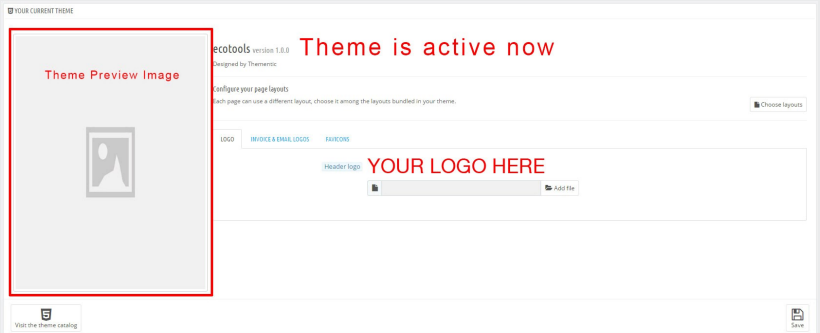 YOUR CURRENT THEME
Theme Preview Image
ecotools version 1.0.0
Theme is active now
Designed by Thementic
Configure your page layouts
Each page can use a different layout, choose it among the layouts bundled in your theme.
Choose layouts
LOGO INVOICE & EMAIL LOGOS FAVICONS
Header logo YOUR LOGO HERE
Add file
Visit the theme catalog
Save